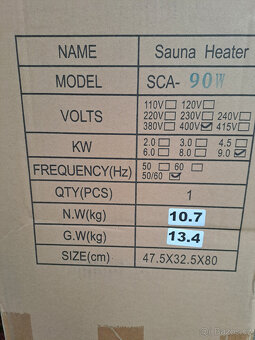 NAME Sauna Heater
MODEL SCA- 90W
VOLTS 110V 120V
220V 230V 240V
380V 400V 415V
KW 2.0 3.0 4.5
6.0 8.0 9.0
FREQUENCY(Hz) 50 60
50/60
QTY(PCS) 1
N.W(kg) 10.7
G.W(kg) 13.4
SIZE(cm) 47.5X32.5X80